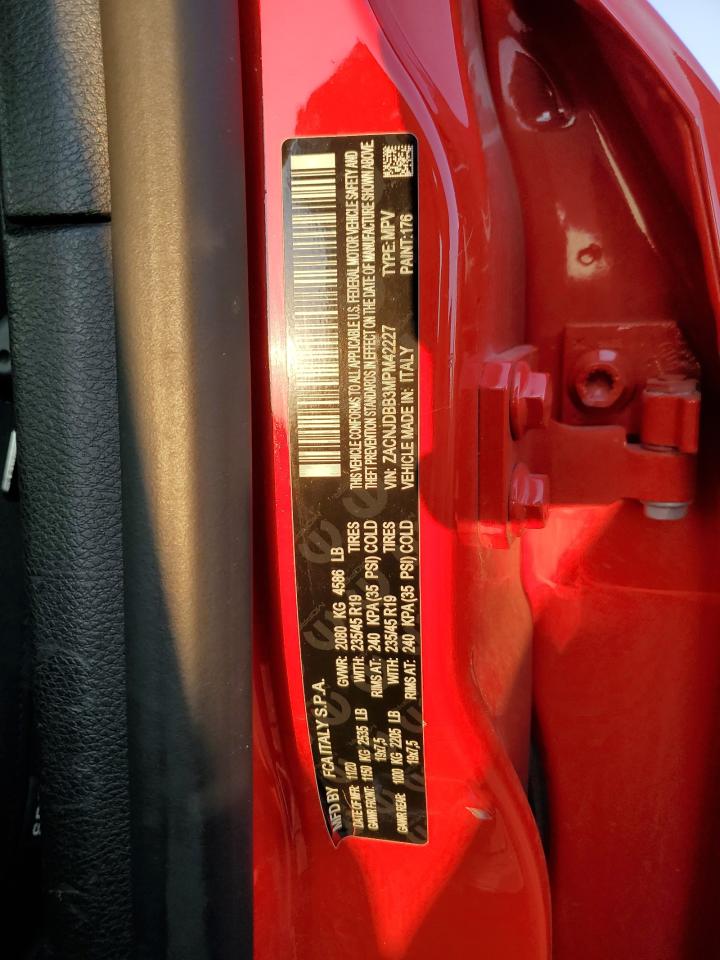 MFD BY FCA ITALY S.P.A.
DATE OF MFR: 1120 GVWR: 2080 KG 4586 LB
GAWR FRONT: 1150 KG 2535 LB WITH: 235/45 R19 TIRES
19x7,5 RIMS AT: 240 KPA(35 PSI) COLD
GAWR REAR: 1000 KG 2205 LB WITH: 235/45 R19 TIRES
19x7,5 RIMS AT: 240 KPA(35 PSI) COLD
THIS VEHICLE CONFORMS TO ALL APPLICABLE U.S. FEDERAL MOTOR VEHICLE SAFETY AND
THEFT PREVENTION STANDARDS IN EFFECT ON THE DATE OF MANUFACTURE SHOWN ABOVE.
VIN: ZACNJDBB3MPM42227 TYPE: MPV
VEHICLE MADE IN: ITALY PAINT:176